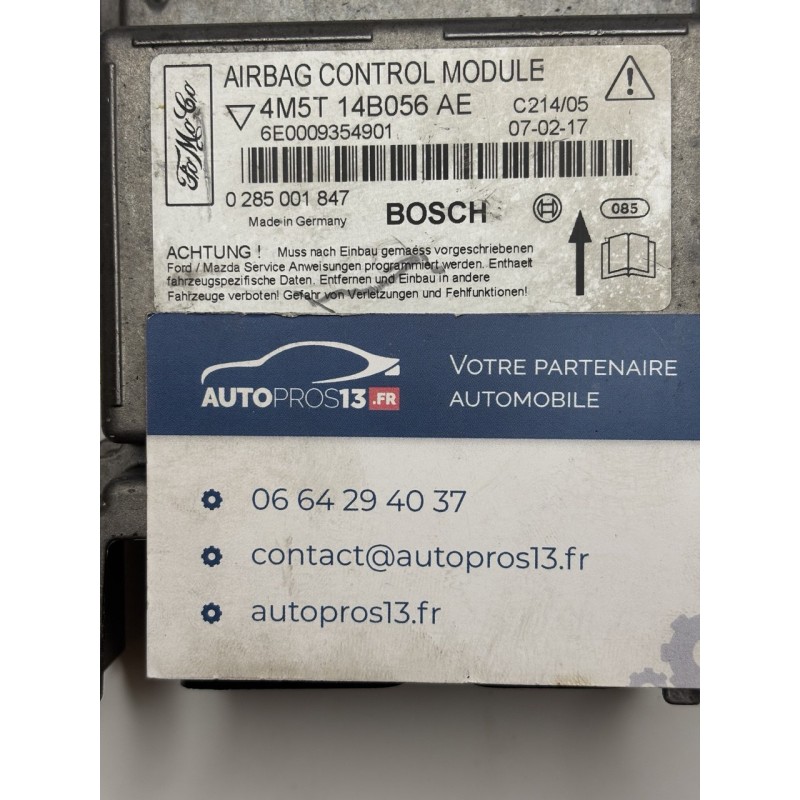 FoMoCo
AIRBAG CONTROL MODULE
4M5T 14B056 AE C214/05
6E0009354901 07-02-17
0 285 001 847
Made in Germany BOSCH 085
ACHTUNG ! Muss nach Einbau gemaess vorgeschriebenen
Ford / Mazda Service Anweisungen programmiert werden. Enthaelt
fahrzeugspezifische Daten. Entfernen und Einbau in andere
Fahrzeuge verboten! Gefahr von Verletzungen und Fehlfunktionen!
AUTOPROS13.FR
VOTRE PARTENAIRE
AUTOMOBILE
06 64 29 40 37
contact@autopros13.fr
autopros13.fr